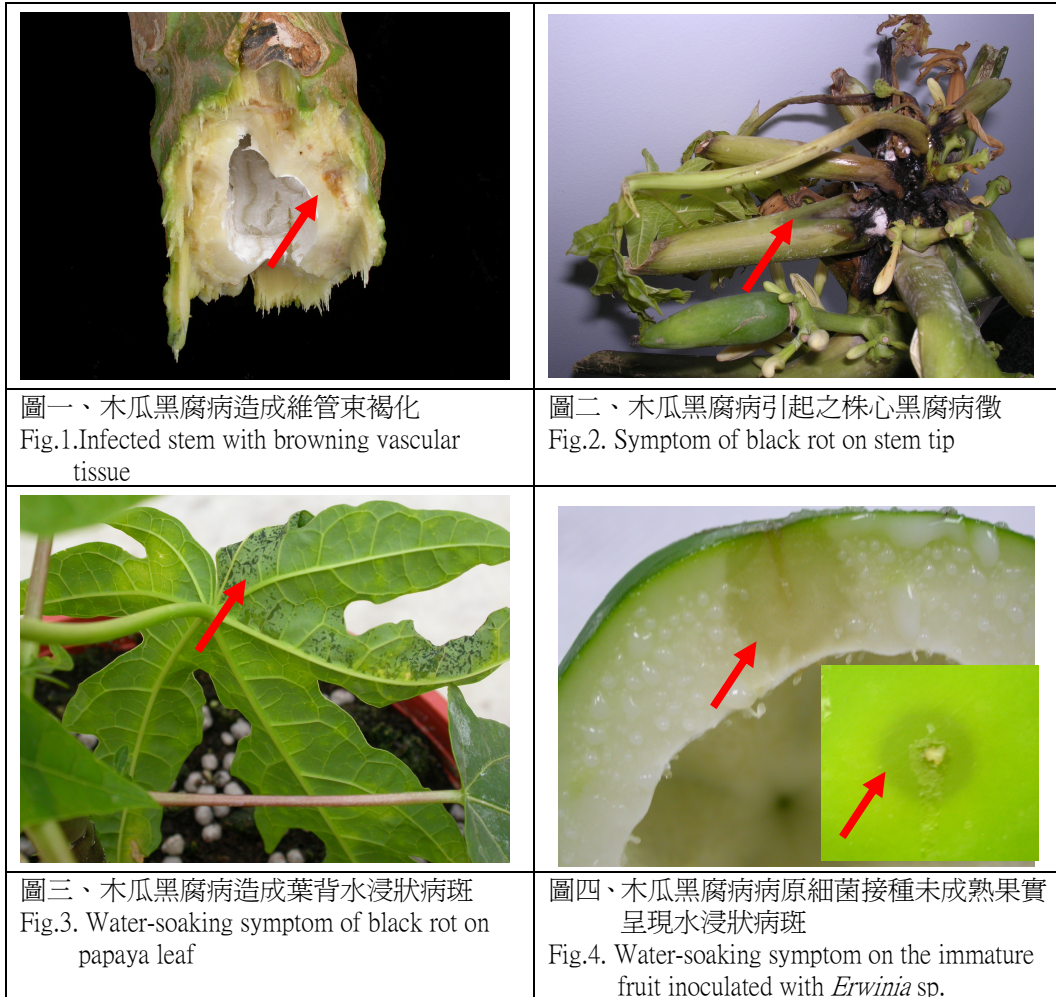 圖一、木瓜黑腐病造成維管束褐化
Fig.1.Infected stem with browning vascular
tissue
圖二、木瓜黑腐病引起之株心黑腐病徵
Fig.2. Symptom of black rot on stem tip
圖三、木瓜黑腐病造成葉背水浸狀病斑
Fig.3. Water-soaking symptom of black rot on
papaya leaf
圖四、木瓜黑腐病病原細菌接種未成熟果實
呈現水浸狀病斑
Fig.4. Water-soaking symptom on the immature
fruit inoculated with Erwinia sp.